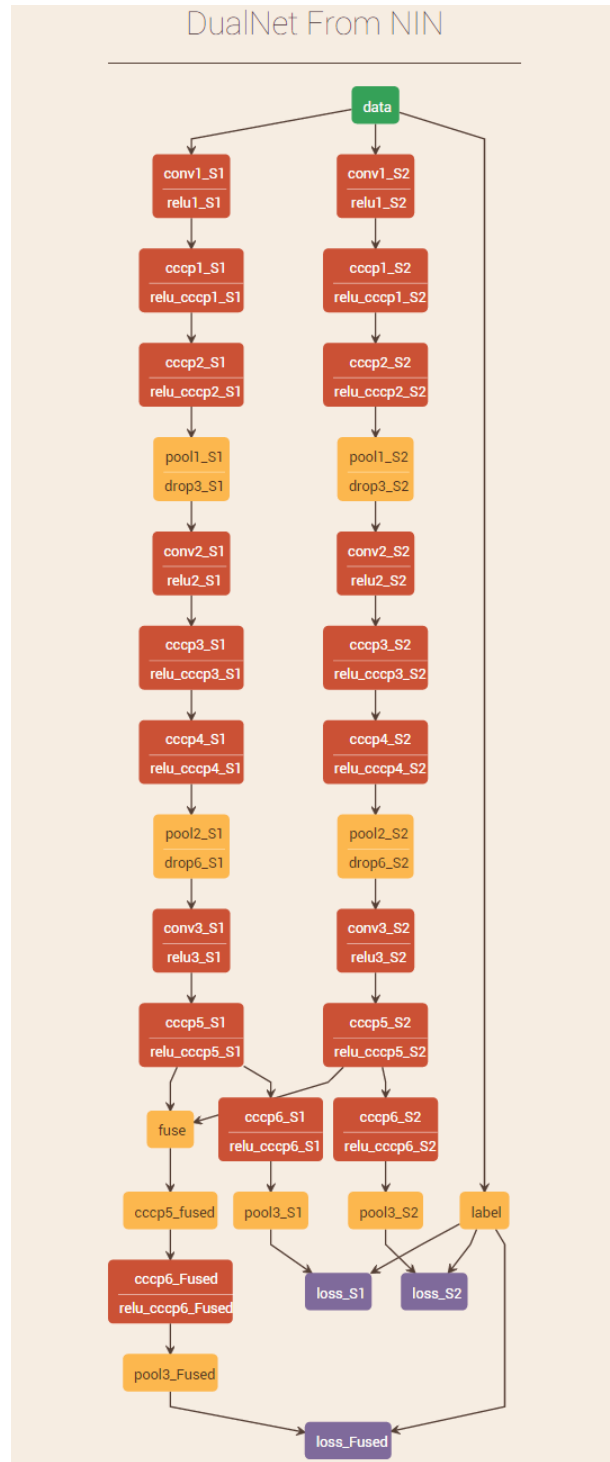 DualNet From NIN
data
conv1_S1
relu1_S1
conv1_S2
relu1_S2
cccp1_S1
relu_cccp1_S1
cccp1_S2
relu_cccp1_S2
cccp2_S1
relu_cccp2_S1
cccp2_S2
relu_cccp2_S2
pool1_S1
drop3_S1
pool1_S2
drop3_S2
conv2_S1
relu2_S1
conv2_S2
relu2_S2
cccp3_S1
relu_cccp3_S1
cccp3_S2
relu_cccp3_S2
cccp4_S1
relu_cccp4_S1
cccp4_S2
relu_cccp4_S2
pool2_S1
drop6_S1
pool2_S2
drop6_S2
conv3_S1
relu3_S1
conv3_S2
relu3_S2
cccp5_S1
relu_cccp5_S1
cccp5_S2
relu_cccp5_S2
fuse
cccp6_S1
relu_cccp6_S1
cccp6_S2
relu_cccp6_S2
cccp5_fused
pool3_S1
pool3_S2
label
cccp6_Fused
relu_cccp6_Fused
loss_S1
loss_S2
pool3_Fused
loss_Fused